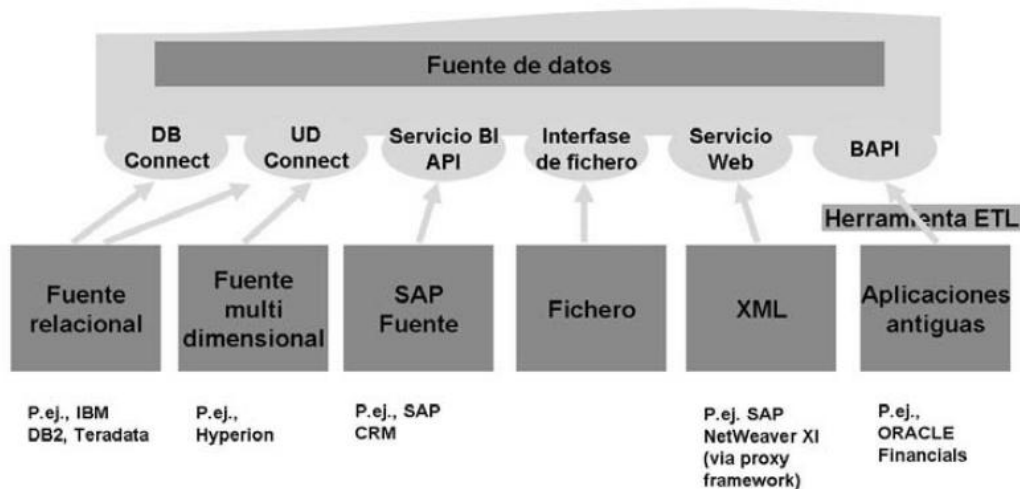 Fuente de datos
DB
Connect
UD
Connect
Servicio BI
API
Interfase
de fichero
Servicio
Web
BAPI
Herramienta ETL
Fuente
relacional
Fuente
multi
dimensional
SAP
Fuente
Fichero
XML
Aplicaciones
antiguas
P.ej., IBM
DB2, Teradata
P.ej.,
Hyperion
P.ej., SAP
CRM
P.ej. SAP
NetWeaver XI
(via proxy
framework)
P.ej.,
ORACLE
Financials